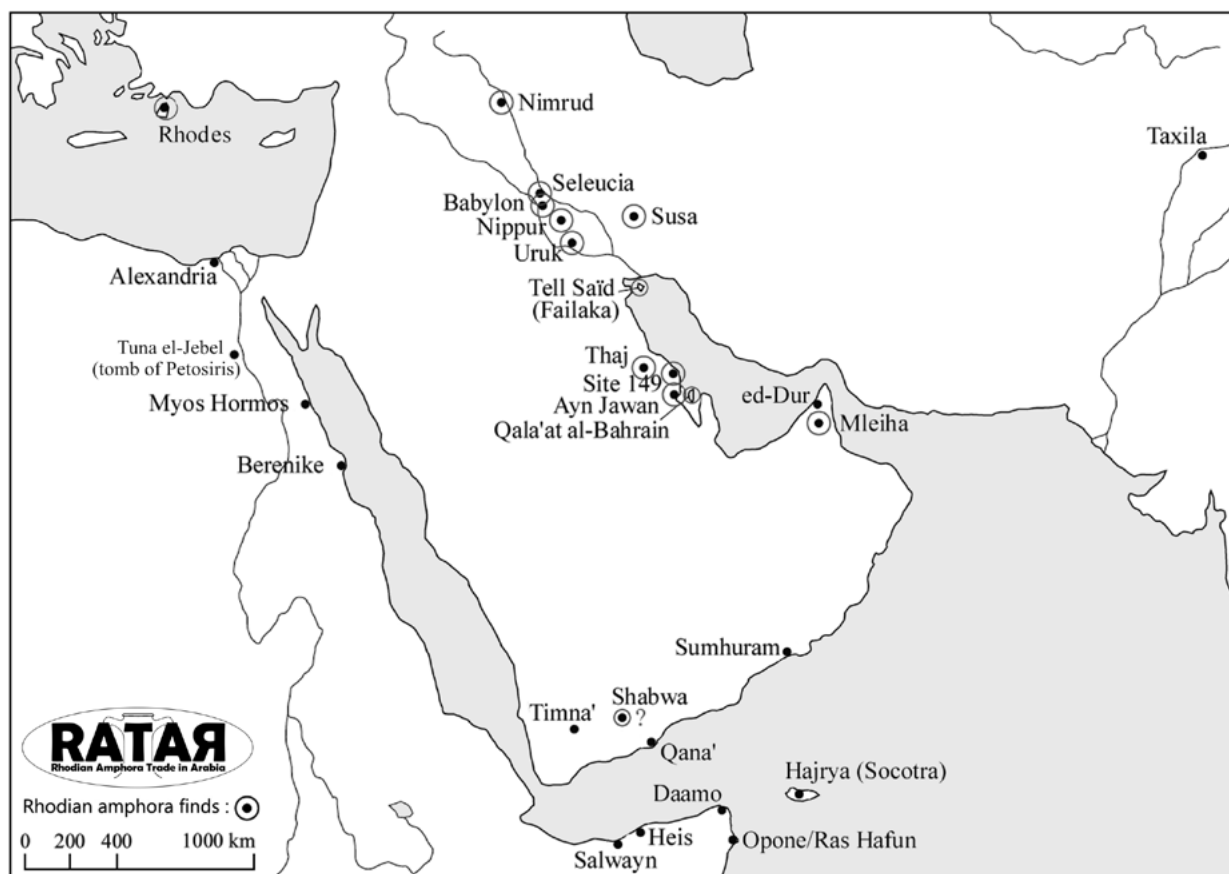 Nimrud
Taxila
Rhodes
Seleucia
Babylon
Susa
Nippur
Uruk
Alexandria
Tell Saïd
(Failaka)
Tuna el-Jebel
(tomb of Petosiris)
Thaj
Site 149
ed-Dur
Myos Hormos
Ayn Jawan
Mleiha
Qala'at al-Bahrain
Berenike
Sumhuram
Shabwa
?
Timna'
Qana'
RATAR
Rhodian Amphora Trade in Arabia
Hajrya (Socotra)
Daamo
Rhodian amphora finds :
Heis
Opone/Ras Hafun
Salwayn
0 200 400 1000 km